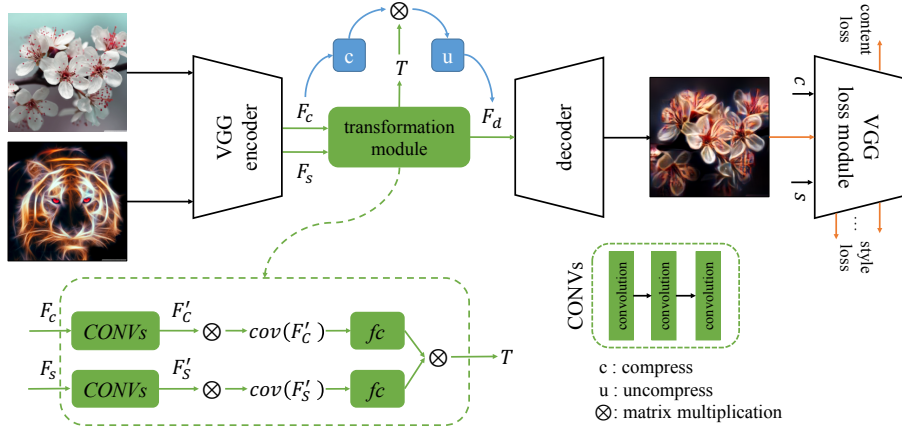 c
⊗
u
T
VGG
encoder
F_c
F_s
transformation
module
F_d
decoder
c
s
VGG
loss module
content
loss
...
style
loss
F_c
CONVs
F'_C
⊗
cov(F'_C)
fc
F_s
CONVs
F'_S
⊗
cov(F'_S)
fc
⊗
T
CONVs
convolution
convolution
convolution
c : compress
u : uncompress
⊗ : matrix multiplication